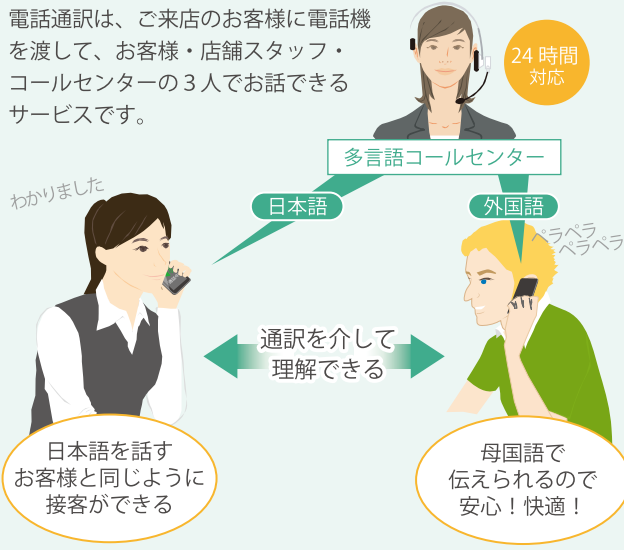 電話通訳は、ご来店のお客様に電話機
を渡して、お客様・店舗スタッフ・
コールセンターの３人でお話できる
サービスです。
24 時間
対応
多言語コールセンター
日本語
外国語
わかりました
ペラペラ
ペラペラ
通訳を介して
理解できる
日本語を話す
お客様と同じように
接客ができる
母国語で
伝えられるので
安心！快適！